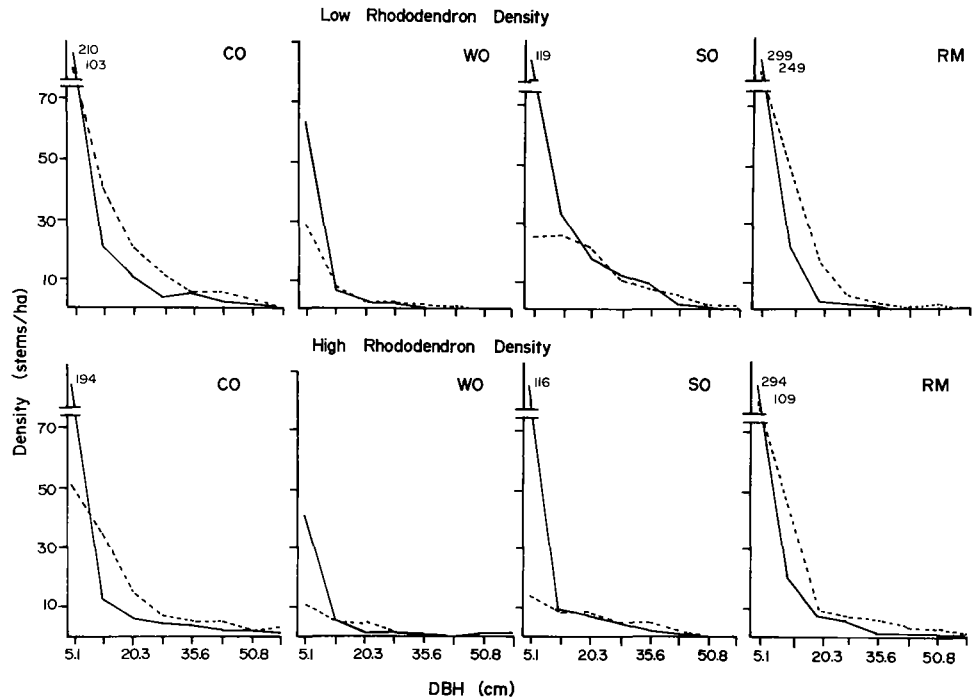 Low Rhododendron Density
CO
WO
SO
RM
210
103
119
299
249
70
50
30
10
Density (stems/ha)
High Rhododendron Density
CO
WO
SO
RM
194
116
294
109
70
50
30
10
5.1 20.3 35.6 50.8
5.1 20.3 35.6 50.8
5.1 20.3 35.6 50.8
5.1 20.3 35.6 50.8
DBH (cm)